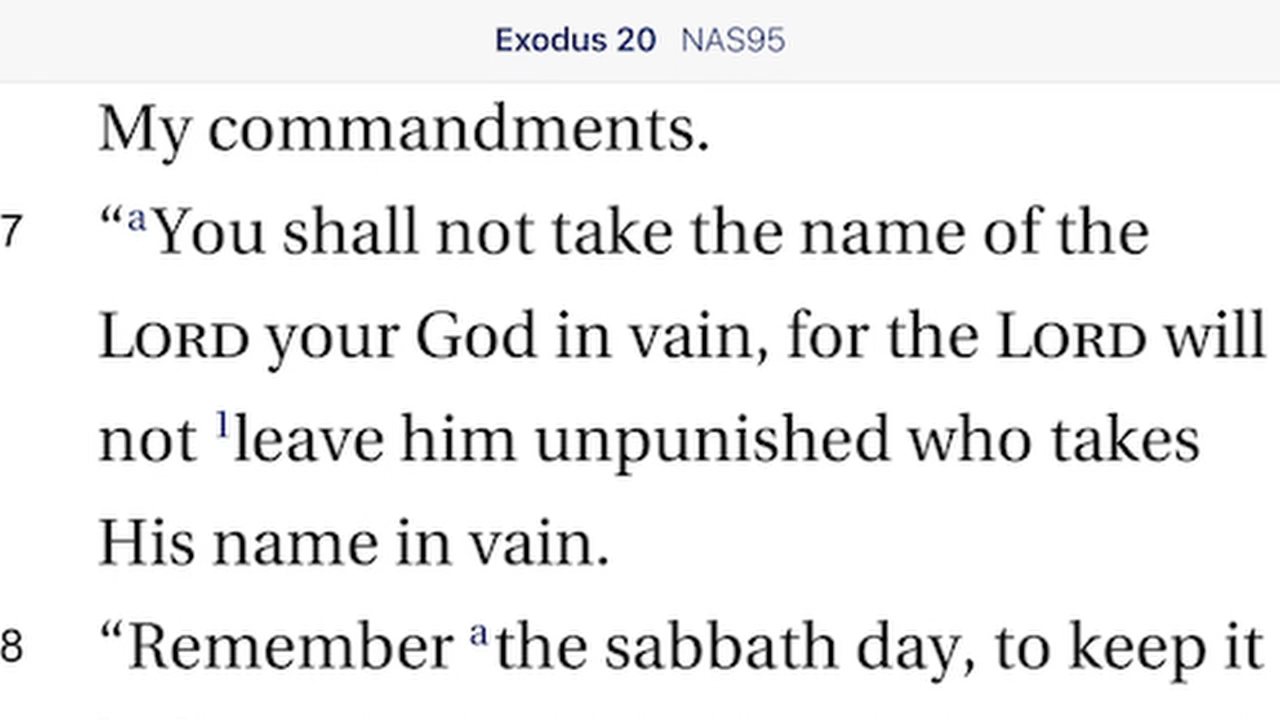 Exodus 20 NAS95
My commandments.
7 “aYou shall not take the name of the
LORD your God in vain, for the LORD will
not 1leave him unpunished who takes
His name in vain.
8 “Remember athe sabbath day, to keep it